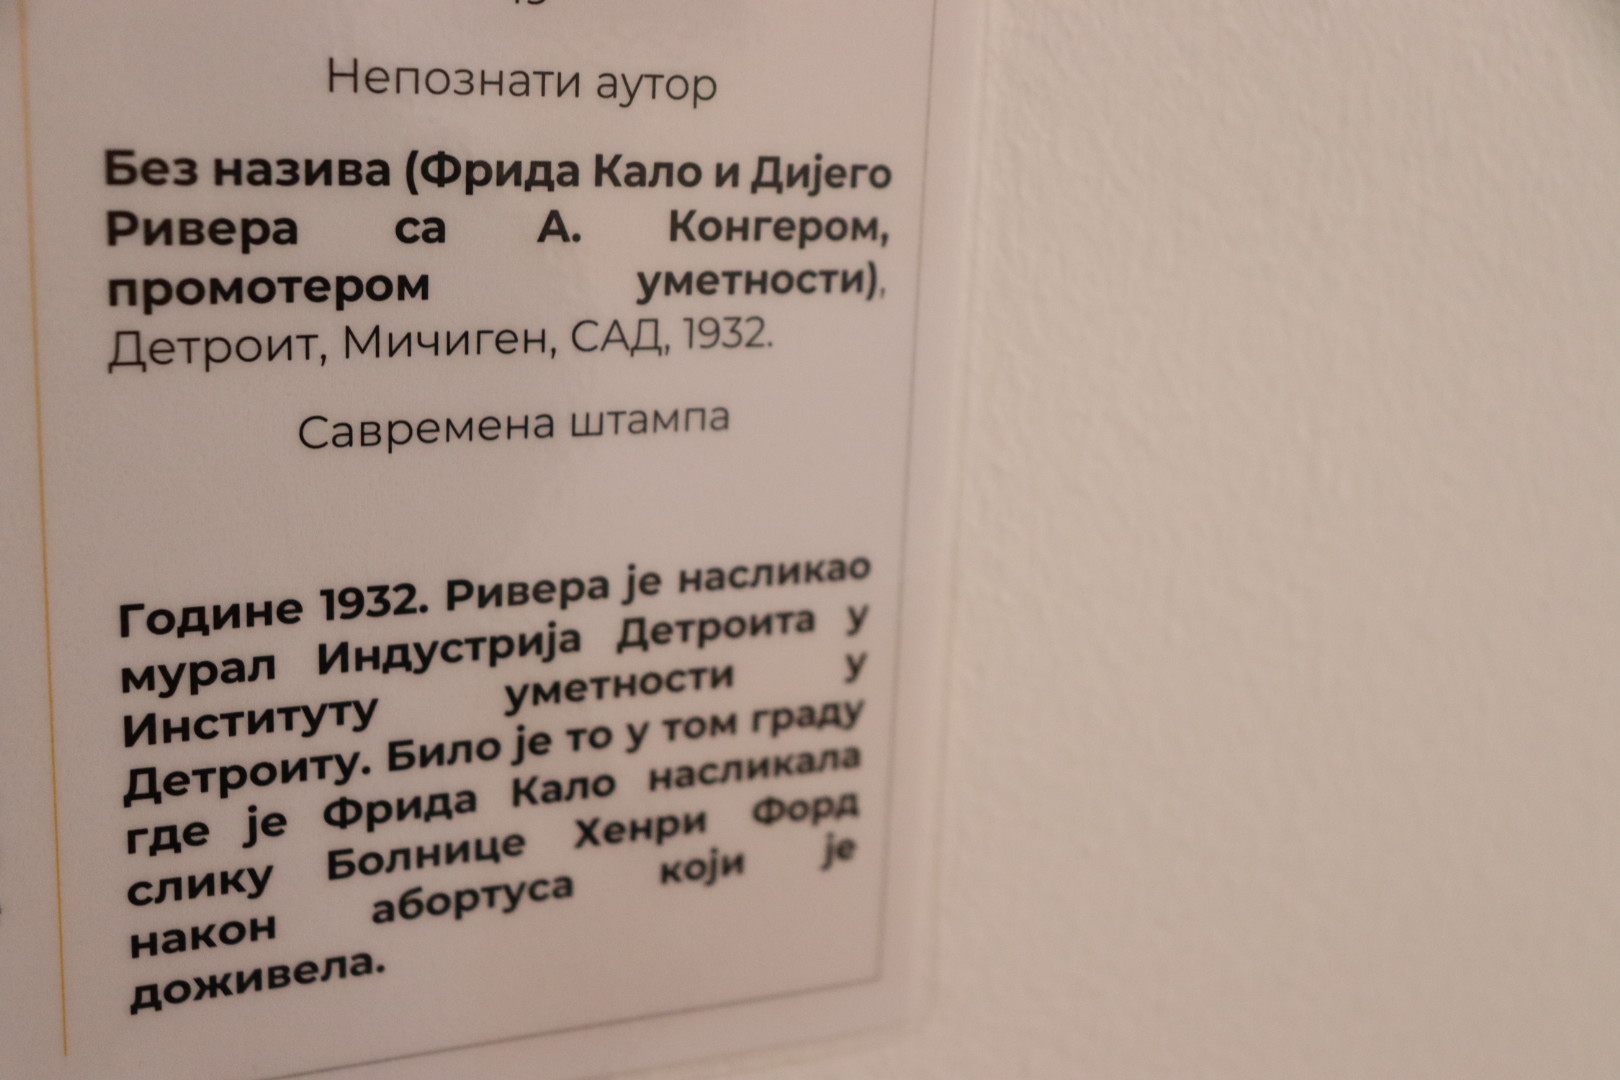 Непознати аутор
Без назива (Фрида Кало и Дијего
Ривера са А. Конгером,
промотером уметности),
Детроит, Мичиген, САД, 1932.
Савремена штампа
Године 1932. Ривера је насликао
мурал Индустрија Детроита у
Институту уметности у
Детроиту. Било је то у том граду
где је Фрида Кало насликала
слику Болнице Хенри Форд
након абортуса који је
доживела.